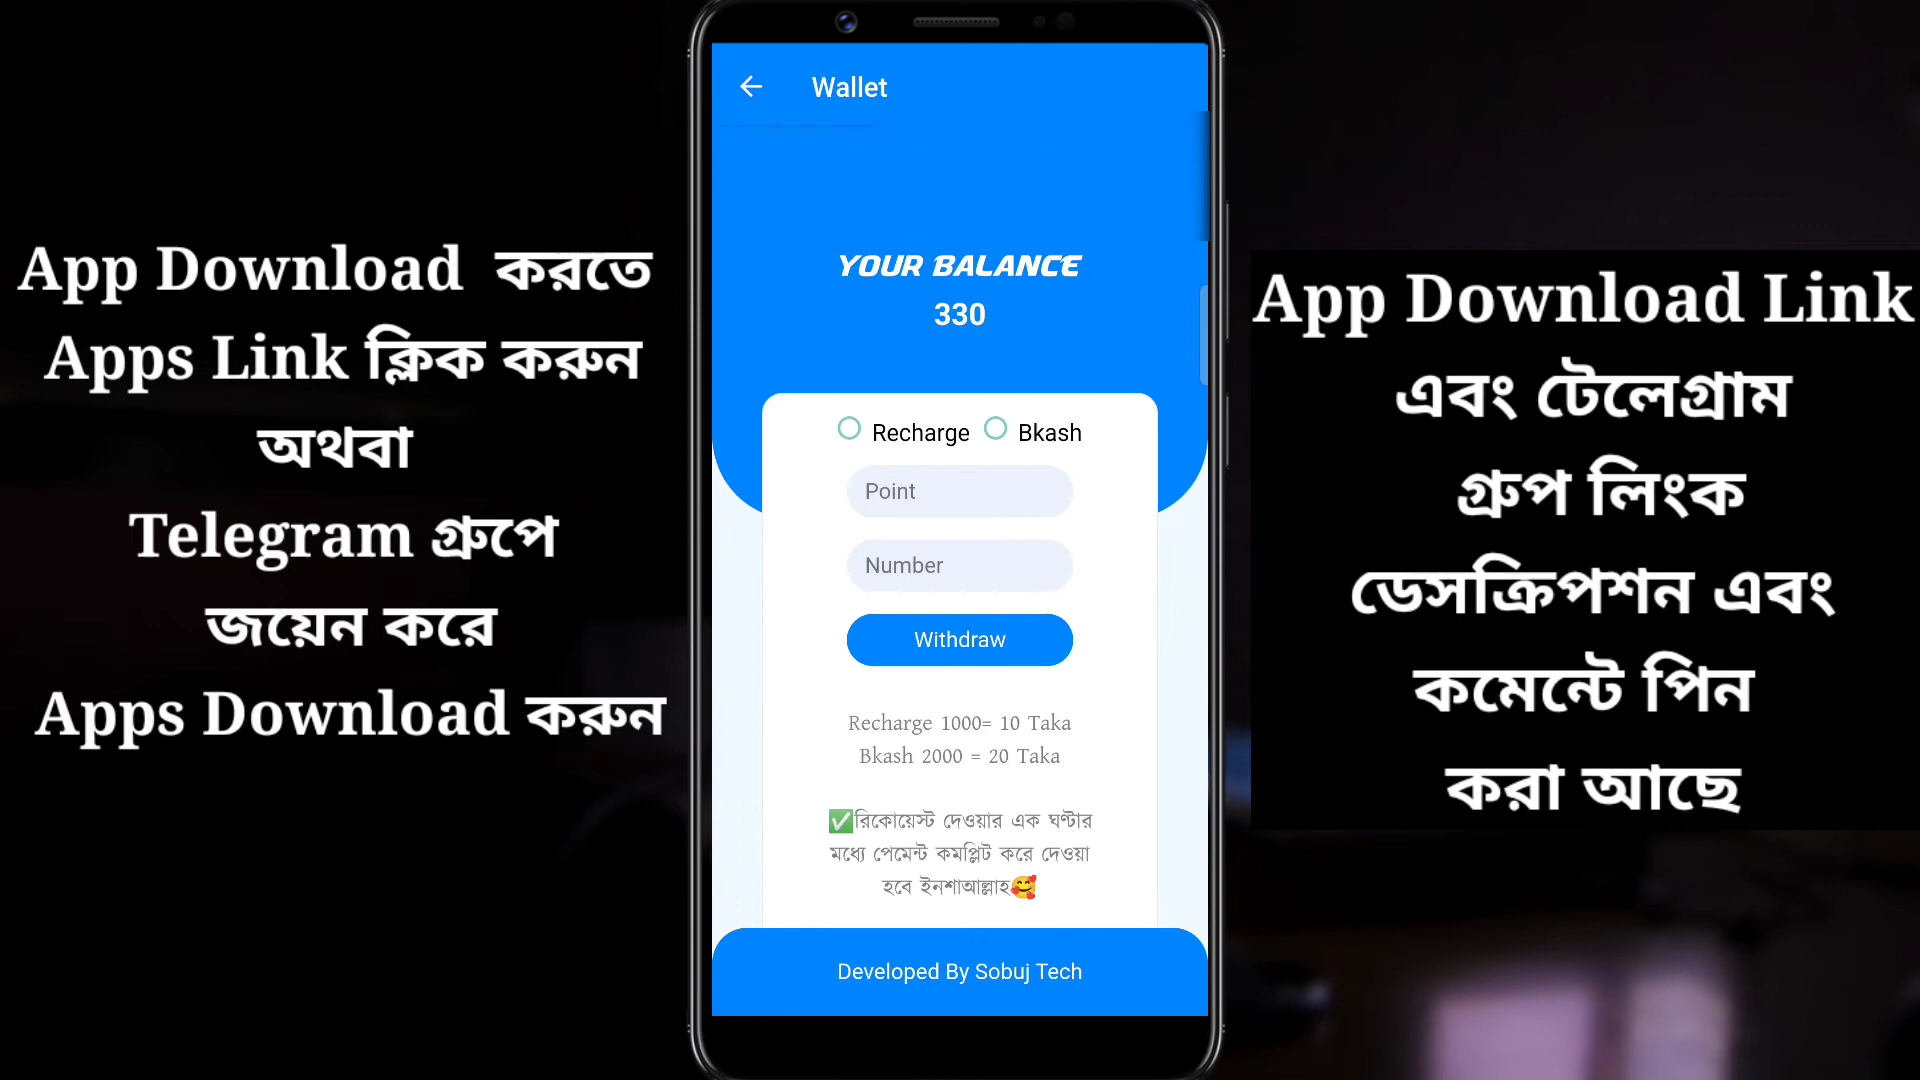 App Download করতে
Apps Link ক্লিক করুন
অথবা
Telegram গ্রুপে
জয়েন করে
Apps Download করুন
Wallet
YOUR BALANCE
330
Recharge Bkash
Point
Number
Withdraw
Recharge 1000= 10 Taka
Bkash 2000 = 20 Taka
✅রিকোয়েস্ট দেওয়ার এক ঘণ্টার
মধ্যে পেমেন্ট কমপ্লিট করে দেওয়া
হবে ইনশাআল্লাহ🥰
Developed By Sobuj Tech
App Download Link
এবং টেলেগ্রাম
গ্রুপ লিংক
ডেসক্রিপশন এবং
কমেন্টে পিন
করা আছে